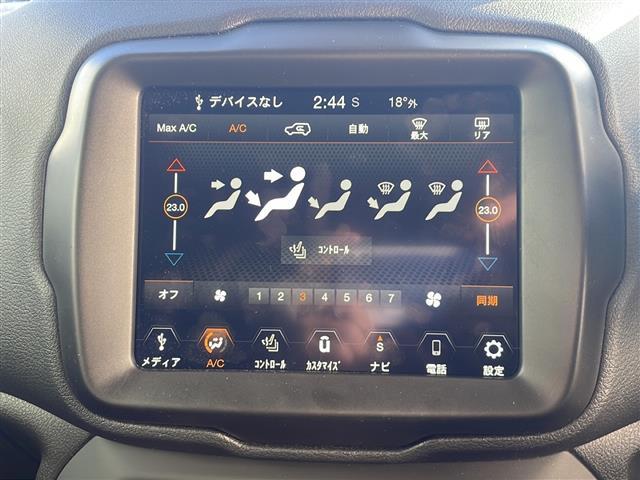 デバイスなし 2:44 S 18°外
Max A/C A/C 自動 最大 リア
23.0 23.0
コントロール
オフ 1 2 3 4 5 6 7 同期
S
メディア A/C コントロール カスタマイズ ナビ 電話 設定